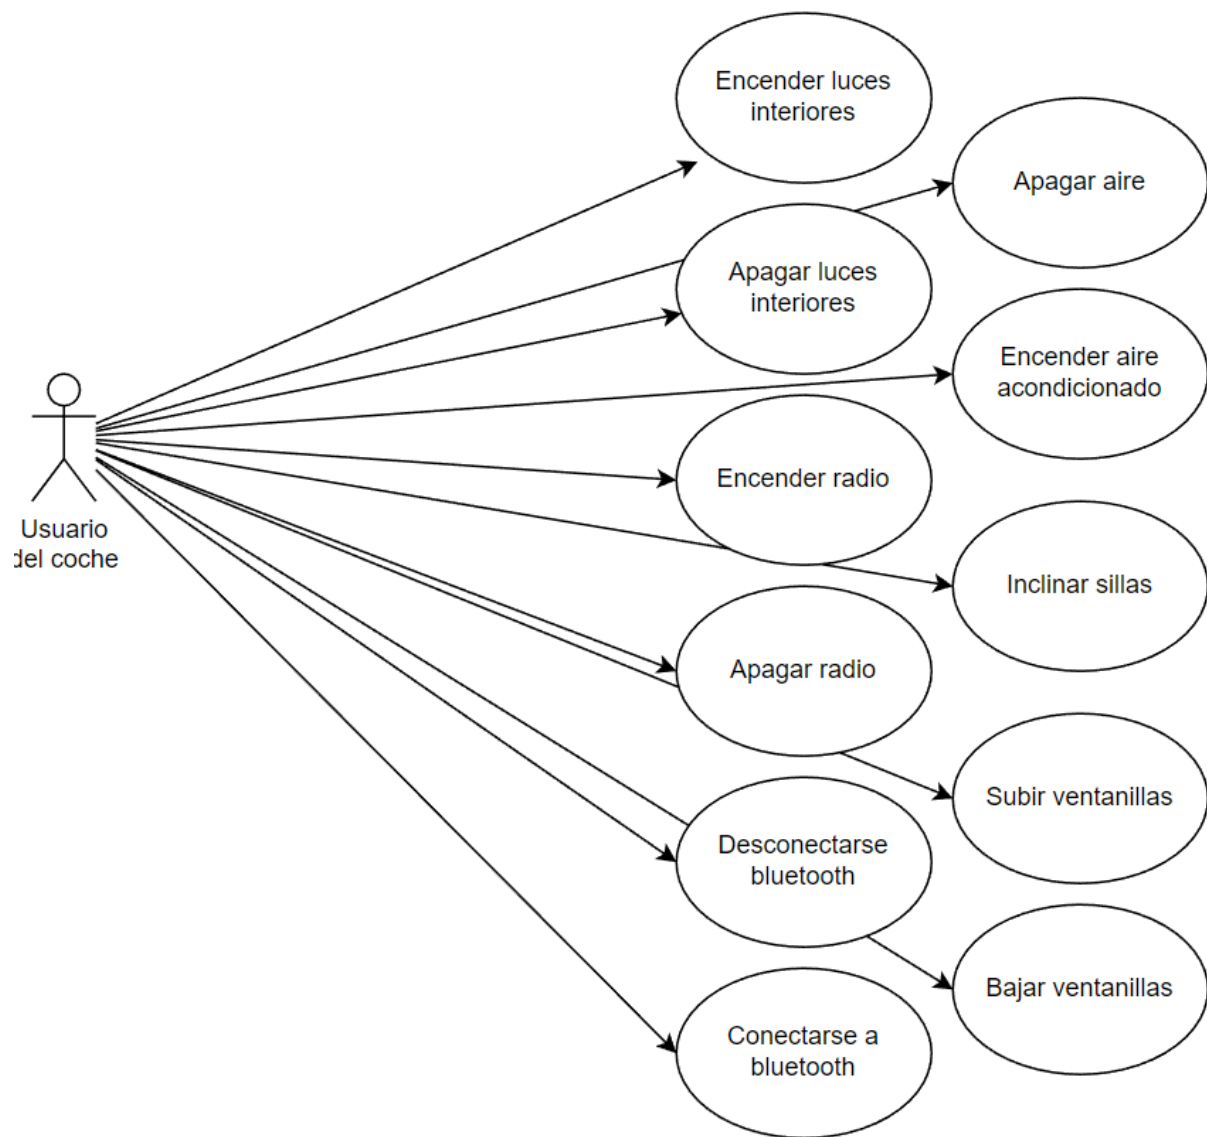 Encender luces
interiores
Apagar aire
Apagar luces
interiores
Encender aire
acondicionado
Encender radio
Usuario
del coche
Inclinar sillas
Apagar radio
Subir ventanillas
Desconectarse
bluetooth
Bajar ventanillas
Conectarse a
bluetooth